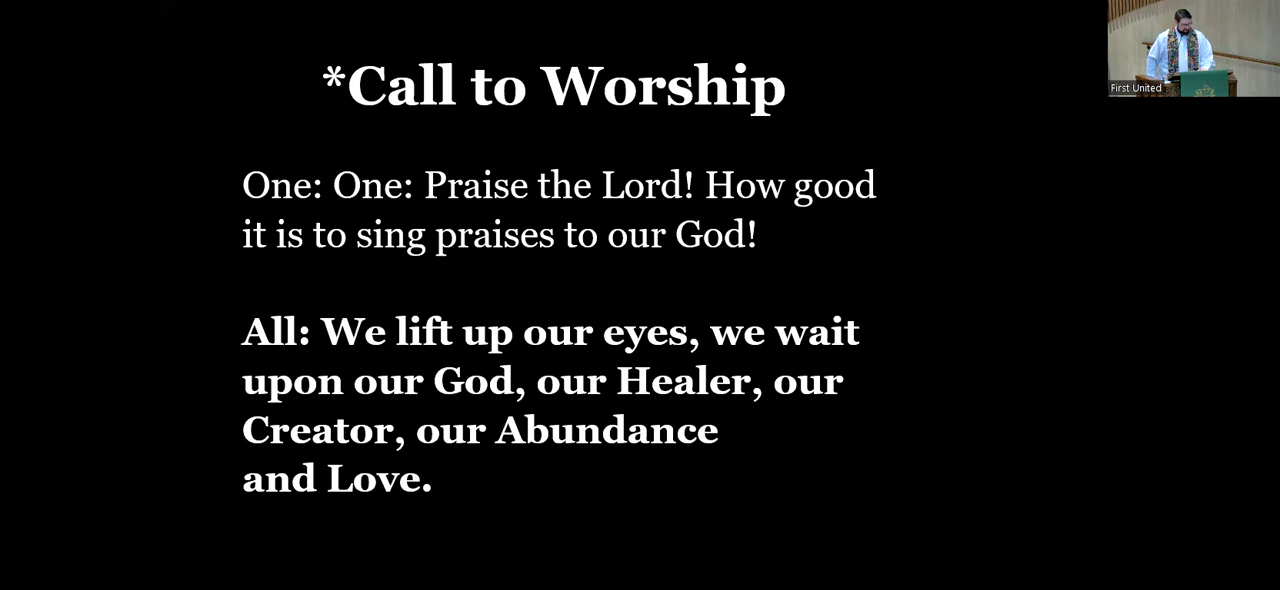 *Call to Worship
One: One: Praise the Lord! How good
it is to sing praises to our God!
All: We lift up our eyes, we wait
upon our God, our Healer, our
Creator, our Abundance
and Love.
First United